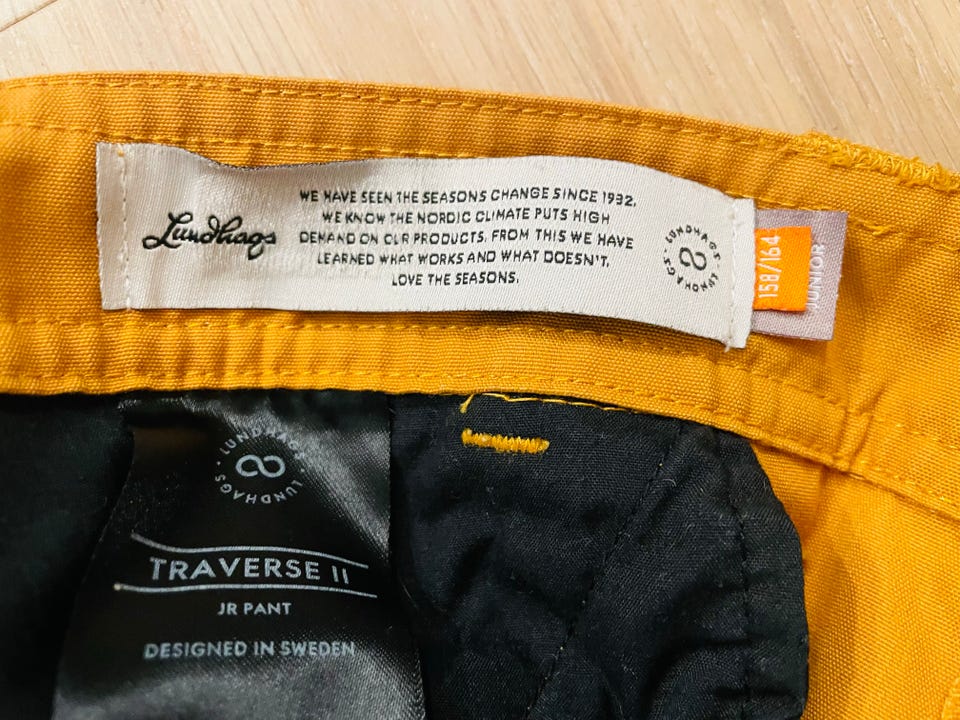 Lundhags
WE HAVE SEEN THE SEASONS CHANGE SINCE 1932.
WE KNOW THE NORDIC CLIMATE PUTS HIGH
DEMAND ON OUR PRODUCTS. FROM THIS WE HAVE
LEARNED WHAT WORKS AND WHAT DOESN'T.
LOVE THE SEASONS.
LUNDHAGS · LUNDHAGS ·
158/164
JUNIOR
LUNDHAGS · LUNDHAGS ·
TRAVERSE II
JR PANT
DESIGNED IN SWEDEN